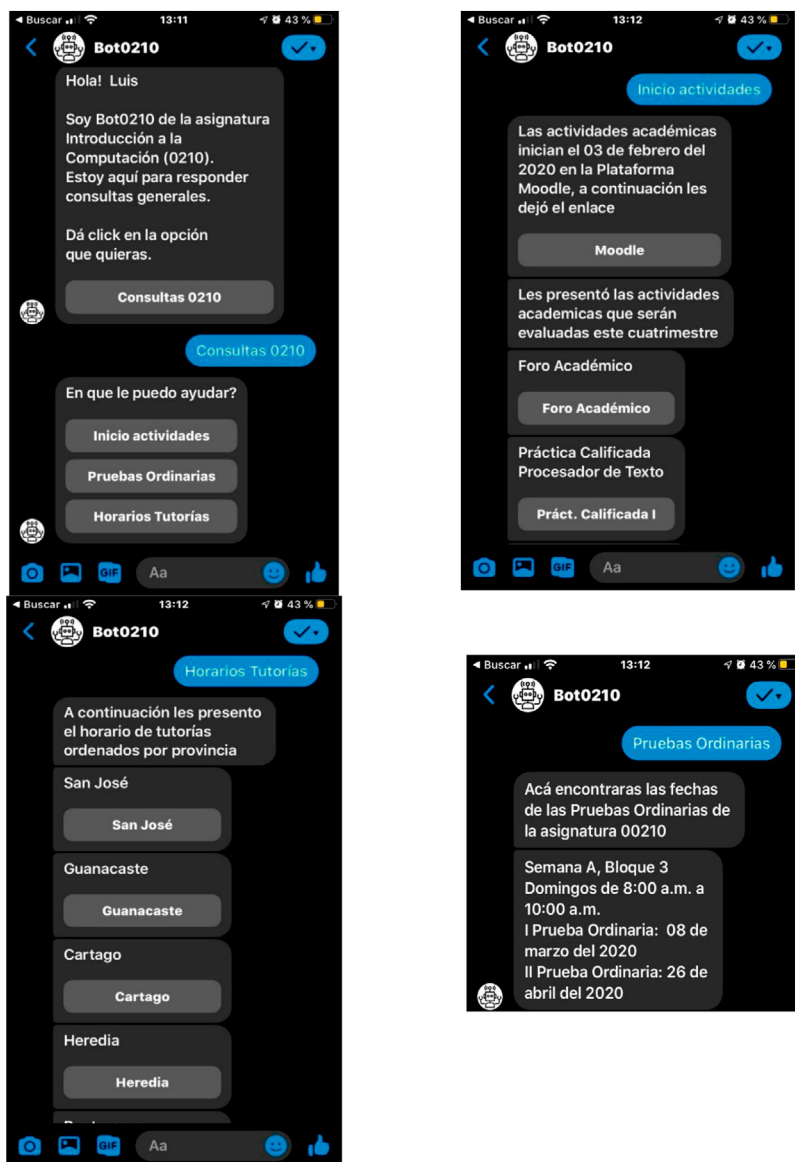 ◄ Buscar
13:11
43 %
Bot0210
Hola!  Luis
Soy Bot0210 de la asignatura
Introducción a la
Computación (0210).
Estoy aquí para responder
consultas generales.
Dá click en la opción
que quieras.
Consultas 0210
Consultas 0210
En que le puedo ayudar?
Inicio actividades
Pruebas Ordinarias
Horarios Tutorías
GIF
Aa
◄ Buscar
13:12
43 %
Bot0210
Inicio actividades
Las actividades académicas
inician el 03 de febrero del
2020 en la Plataforma
Moodle, a continuación les
dejó el enlace
Moodle
Les presentó las actividades
academicas que serán
evaluadas este cuatrimestre
Foro Académico
Foro Académico
Práctica Calificada
Procesador de Texto
Práct. Calificada I
GIF
Aa
◄ Buscar
13:12
43 %
Bot0210
Horarios Tutorías
A continuación les presento
el horario de tutorías
ordenados por provincia
San José
San José
Guanacaste
Guanacaste
Cartago
Cartago
Heredia
Heredia
GIF
Aa
◄ Buscar
13:12
43 %
Bot0210
Pruebas Ordinarias
Acá encontraras las fechas
de las Pruebas Ordinarias de
la asignatura 00210
Semana A, Bloque 3
Domingos de 8:00 a.m. a
10:00 a.m.
I Prueba Ordinaria:  08 de
marzo del 2020
II Prueba Ordinaria: 26 de
abril del 2020